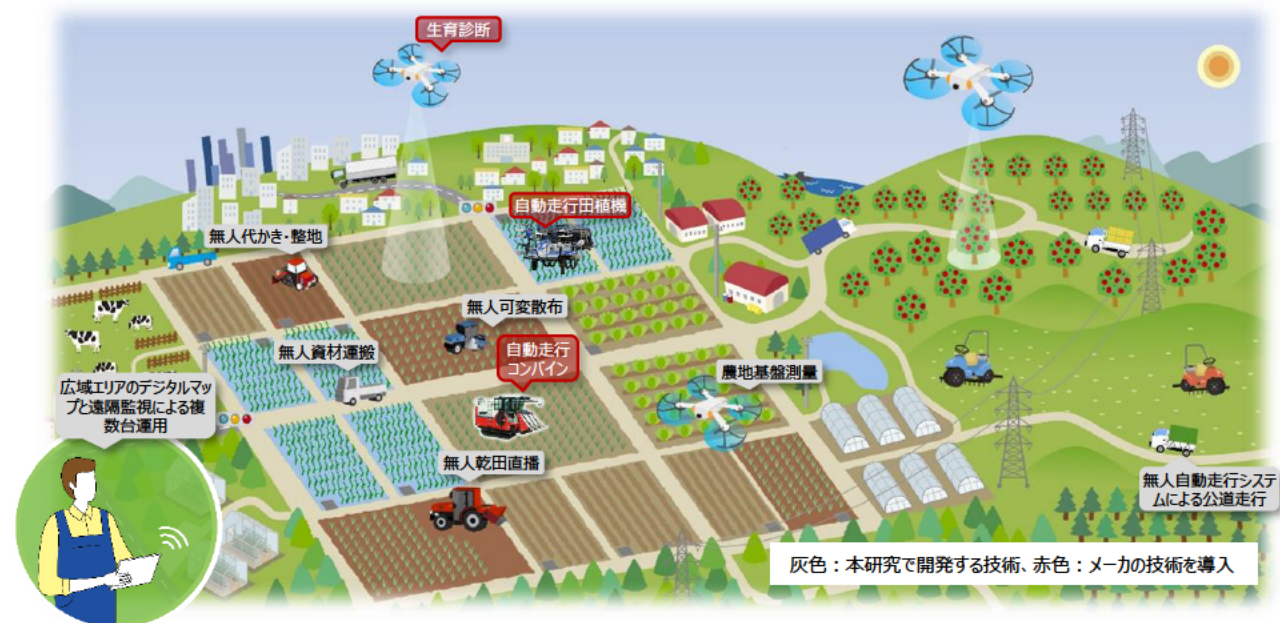 生育診断
自動走行田植機
無人代かき・整地
無人可変散布
無人資材運搬
自動走行
コンバイン
農地基盤測量
広域エリアのデジタルマッ
プと遠隔監視による複
数台運用
無人乾田直播
無人自動走行システ
ムによる公道走行
灰色：本研究で開発する技術、赤色：メーカの技術を導入